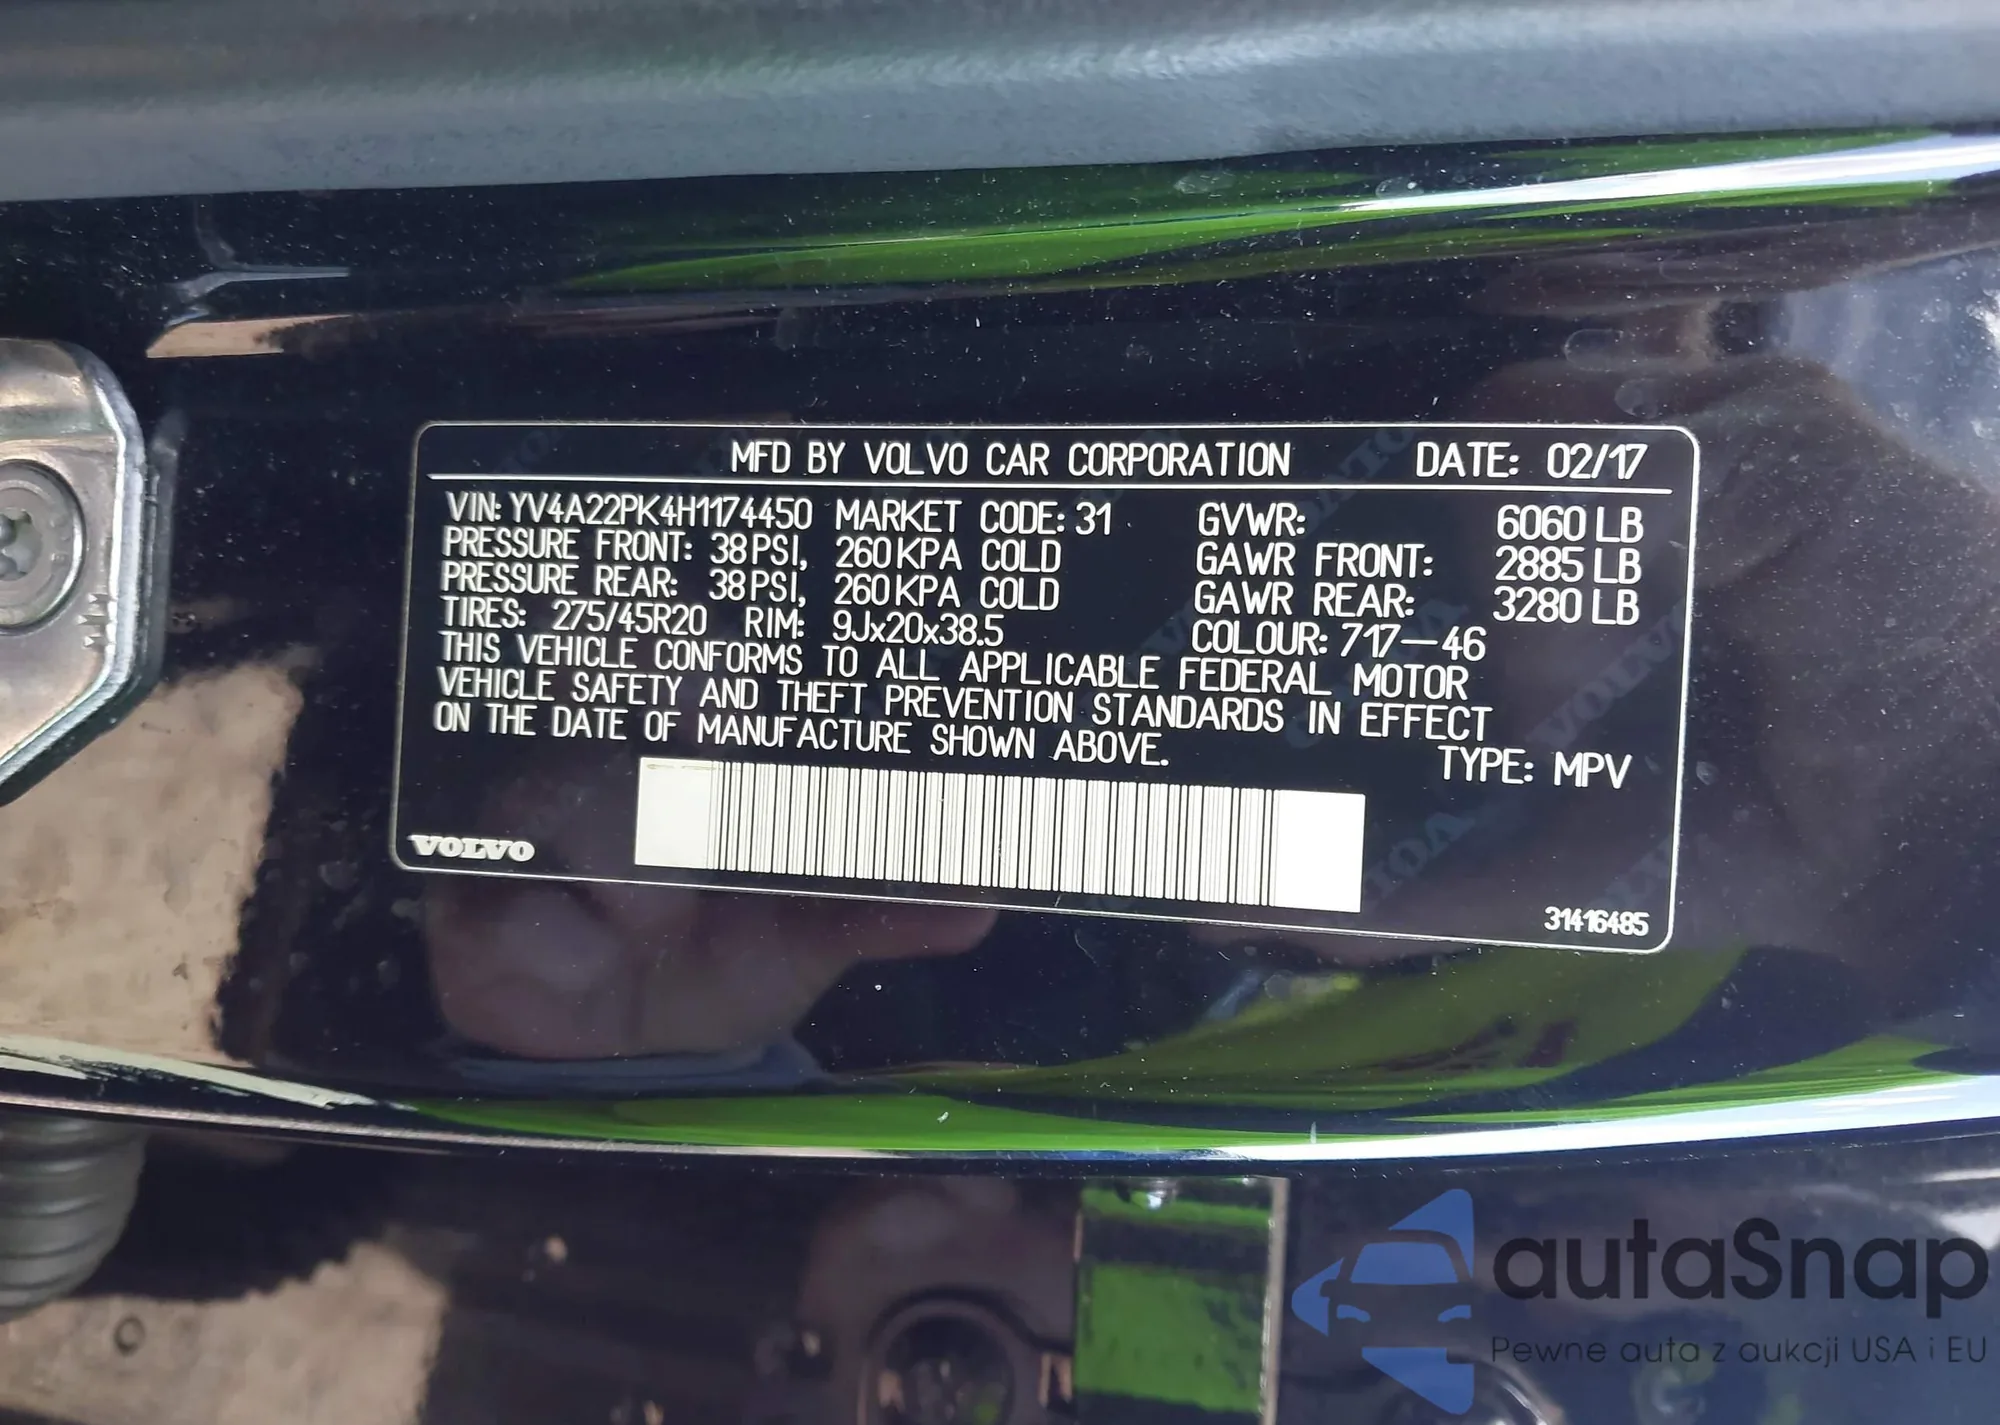 MFD BY VOLVO CAR CORPORATION DATE: 02/17
VIN: YV4A22PK4H1174450 MARKET CODE: 31 GVWR: 6060 LB
PRESSURE FRONT: 38 PSI, 260 KPA COLD GAWR FRONT: 2885 LB
PRESSURE REAR: 38 PSI, 260 KPA COLD GAWR REAR: 3280 LB
TIRES: 275/45R20 RIM: 9Jx20x38.5 COLOUR: 717-46
THIS VEHICLE CONFORMS TO ALL APPLICABLE FEDERAL MOTOR
VEHICLE SAFETY AND THEFT PREVENTION STANDARDS IN EFFECT
ON THE DATE OF MANUFACTURE SHOWN ABOVE. TYPE: MPV
VOLVO
31416485
autaSnap
Pewne auta z aukcji USA i EU